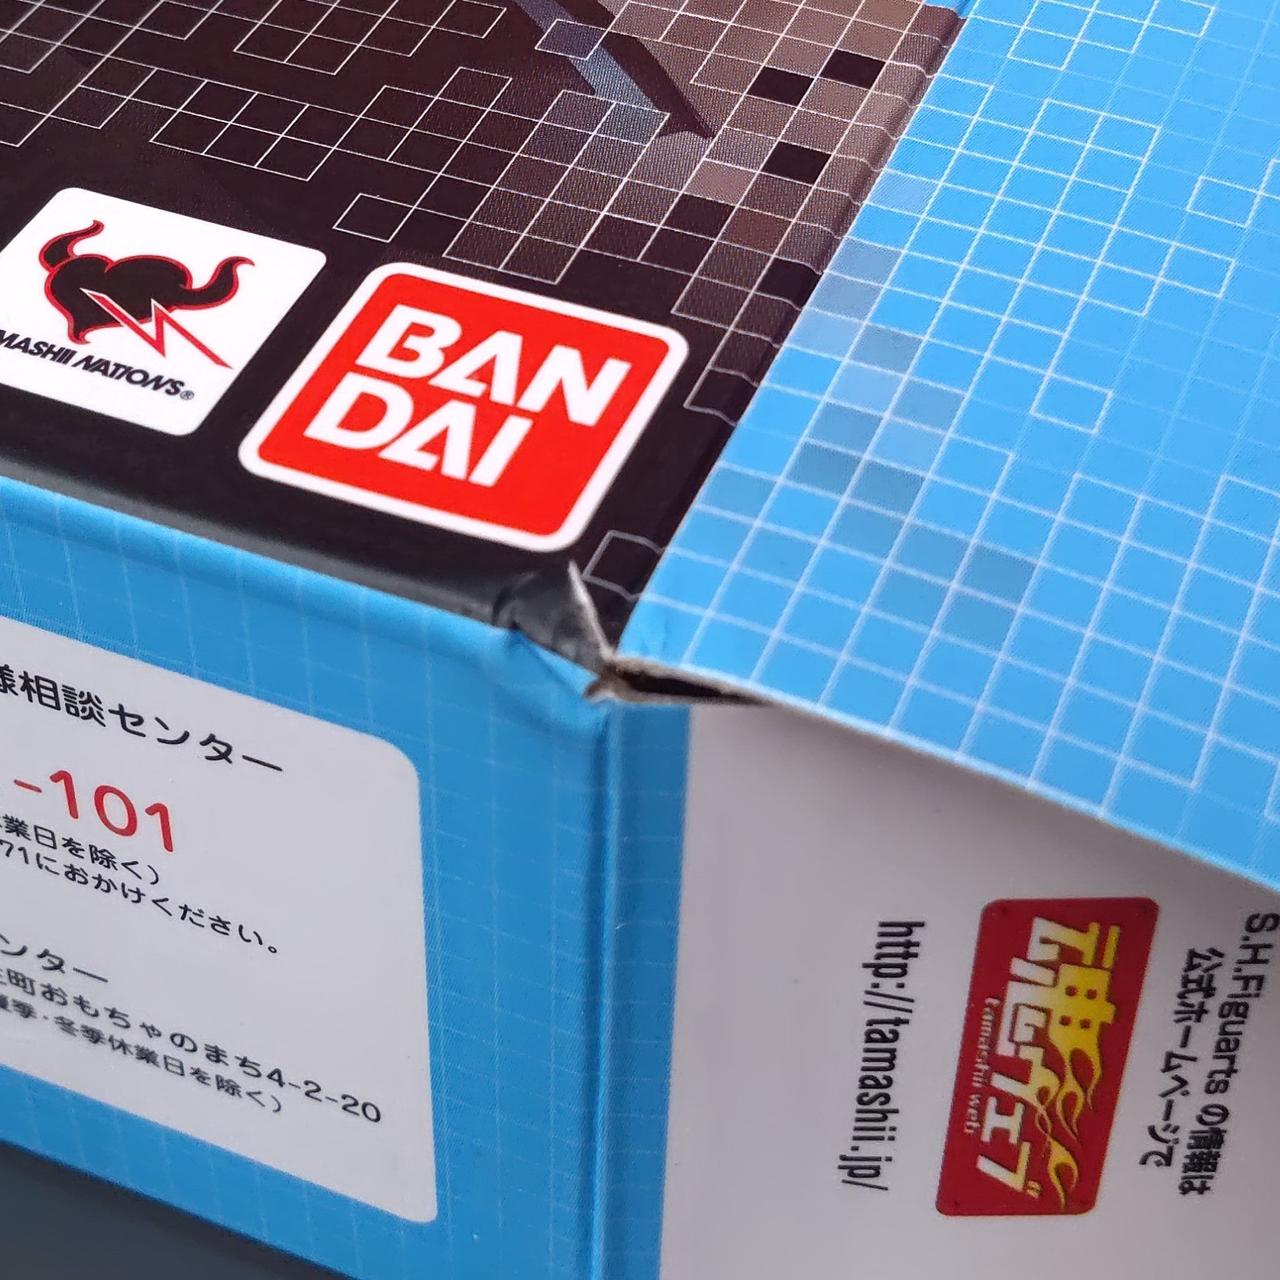 MASHII NATIONS®
BAN
DAI
様相談センター
-101
業日を除く)
71におかけください。
ンター
町おもちゃのまち4-2-20
夏季·冬季休業日を除く)
S.H.Figuarts の情報は
公式ホームページで
魂ウェブ
tamashii web
http://tamashii.jp/